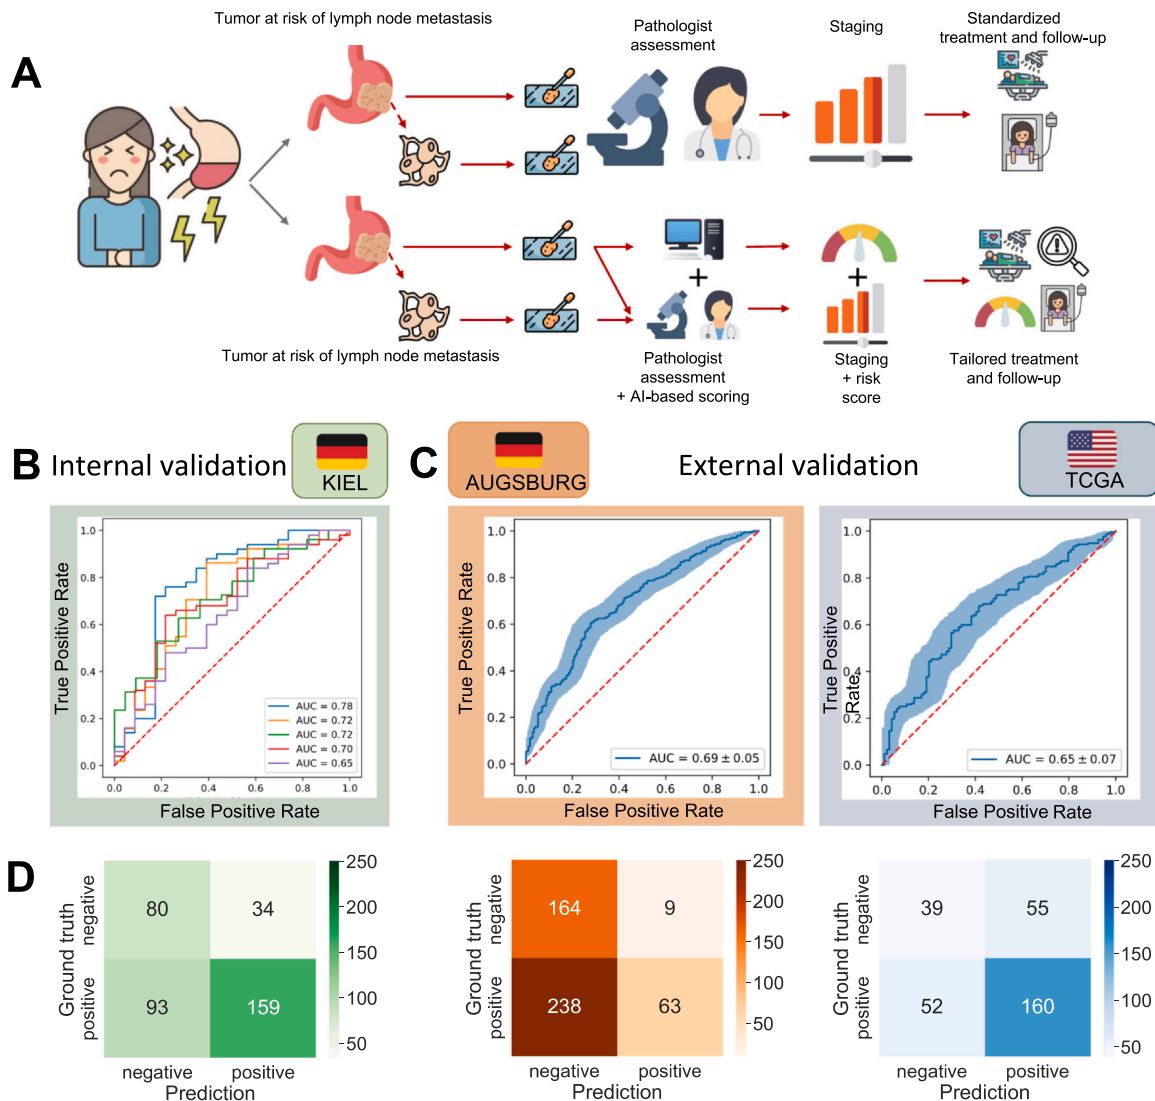 A
Tumor at risk of lymph node metastasis
Pathologist
assessment
Staging
Standardized
treatment and follow-up
Tumor at risk of lymph node metastasis
Pathologist
assessment
+ AI-based scoring
Staging
+ risk
score
Tailored treatment
and follow-up
B Internal validation
KIEL
True Positive Rate
1.0
0.8
0.6
0.4
0.2
0.0
AUC = 0.78
AUC = 0.72
AUC = 0.72
AUC = 0.70
AUC = 0.65
0.0 0.2 0.4 0.6 0.8 1.0
False Positive Rate
C
AUGSBURG
External validation
TCGA
True Positive Rate
1.0
0.8
0.6
0.4
0.2
0.0
AUC = 0.69 ± 0.05
0.0 0.2 0.4 0.6 0.8 1.0
False Positive Rate
True Positive
Rate
1.0
0.8
0.6
0.4
0.2
0.0
AUC = 0.65 ± 0.07
0.0 0.2 0.4 0.6 0.8 1.0
False Positive Rate
D
Ground truth
negative
positive
80 34
93 159
negative positive
Prediction
250
200
150
100
50
Ground truth
negative
positive
164 9
238 63
negative positive
Prediction
250
200
150
100
50
Ground truth
negative
positive
39 55
52 160
negative positive
Prediction
250
200
150
100
50